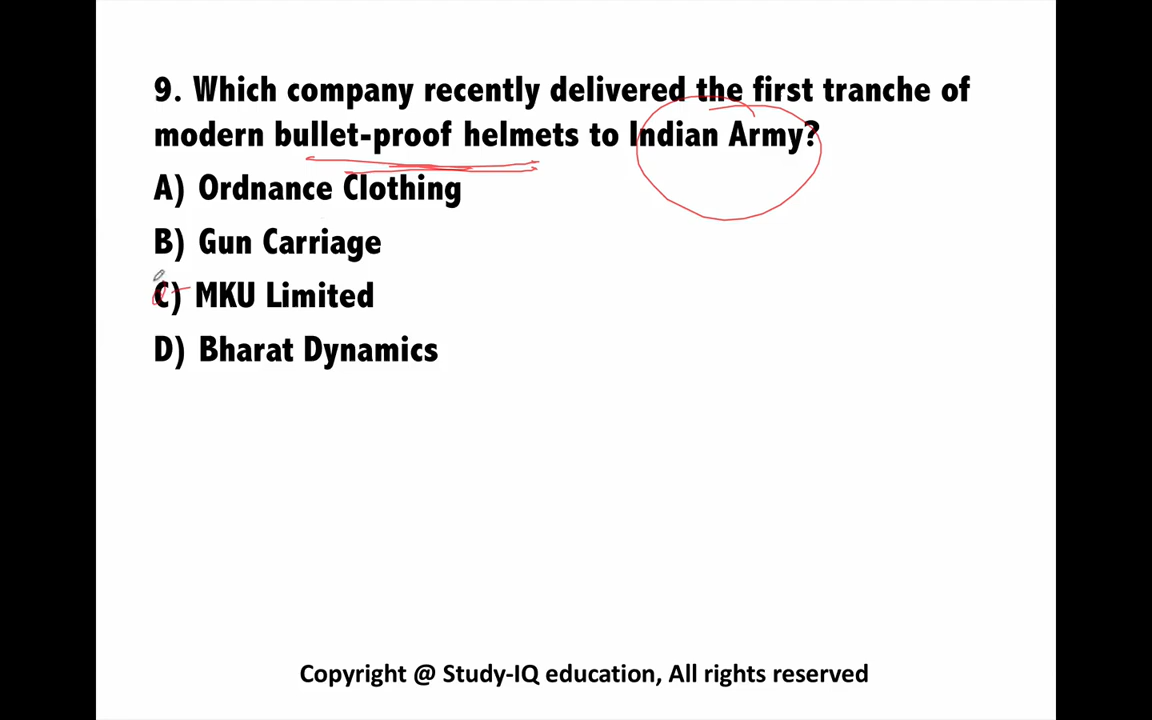 9. Which company recently delivered the first tranche of
modern bullet-proof helmets to Indian Army?
A) Ordnance Clothing
B) Gun Carriage
C) MKU Limited
D) Bharat Dynamics
Copyright @ Study-IQ education, All rights reserved